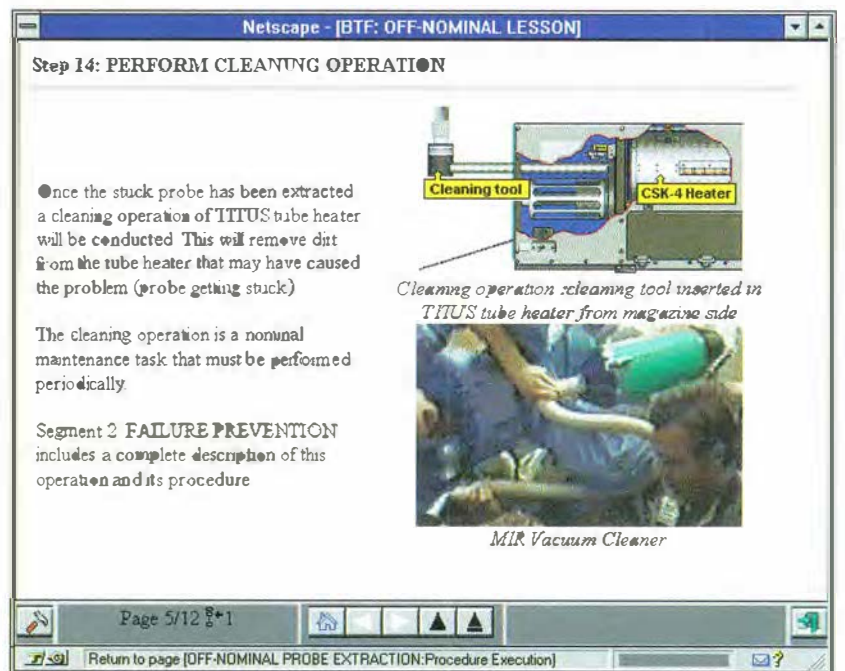 Netscape - [BTF: OFF-NOMINAL LESSON]
Step 14: PERFORM CLEANING OPERATION
Once the stuck probe has been extracted
a cleaning operation of TITUS tube heater
will be conducted This will remove dirt
from the tube heater that may have caused
the problem (probe getting stuck)
The cleaning operation is a nominal
maintenance task that must be performed
periodically.
Segment 2 FAILURE PREVENTION
includes a complete description of this
operation and its procedure
Cleaning tool
CSK-4 Heater
Cleaning operation :cleaning tool inserted in
TITUS tube heater from magazine side
MIR Vacuum Cleaner
Page 5/12
+1
Return to page [OFF-NOMINAL PROBE EXTRACTION:Procedure Execution]
?